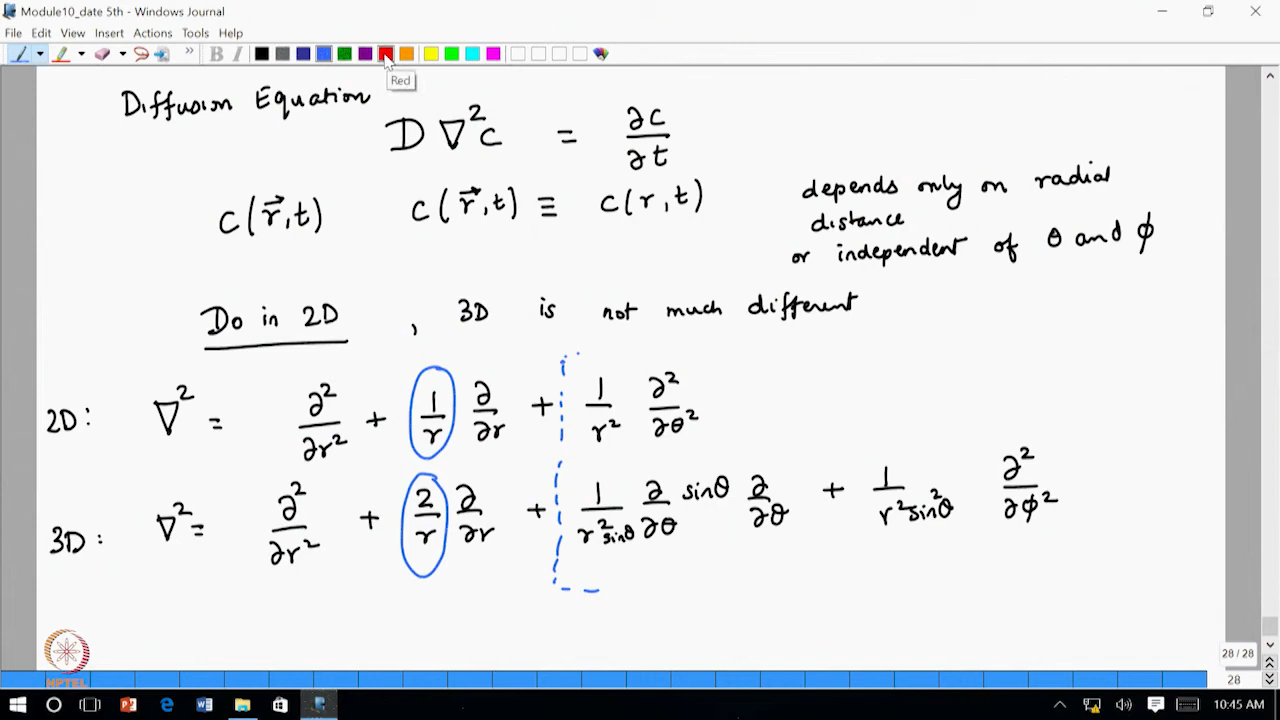 Module10_date 5th - Windows Journal
File Edit View Insert Actions Tools Help
B I
Red
Diffusion Equation
D ∇²c = ∂c/∂t
c(r⃗,t) c(r⃗,t) ≡ c(r,t)
depends only on radial
distance
or independent of θ and ϕ
Do in 2D , 3D is not much different
2D: ∇² = ∂²/∂r² + 1/r ∂/∂r + 1/r² ∂²/∂θ²
3D: ∇² = ∂²/∂r² + 2/r ∂/∂r + 1/r² sinθ ∂/∂θ sinθ ∂/∂θ + 1/r² sin²θ ∂²/∂ϕ²
NPTEL
28 / 28
28
10:45 AM